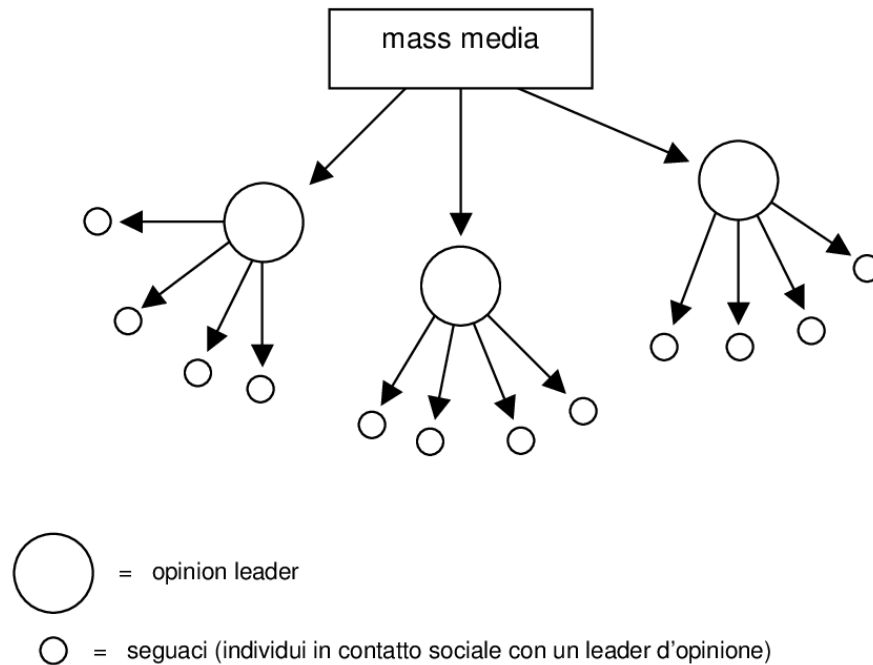 mass media
= opinion leader
= seguaci (individui in contatto sociale con un leader d'opinione)